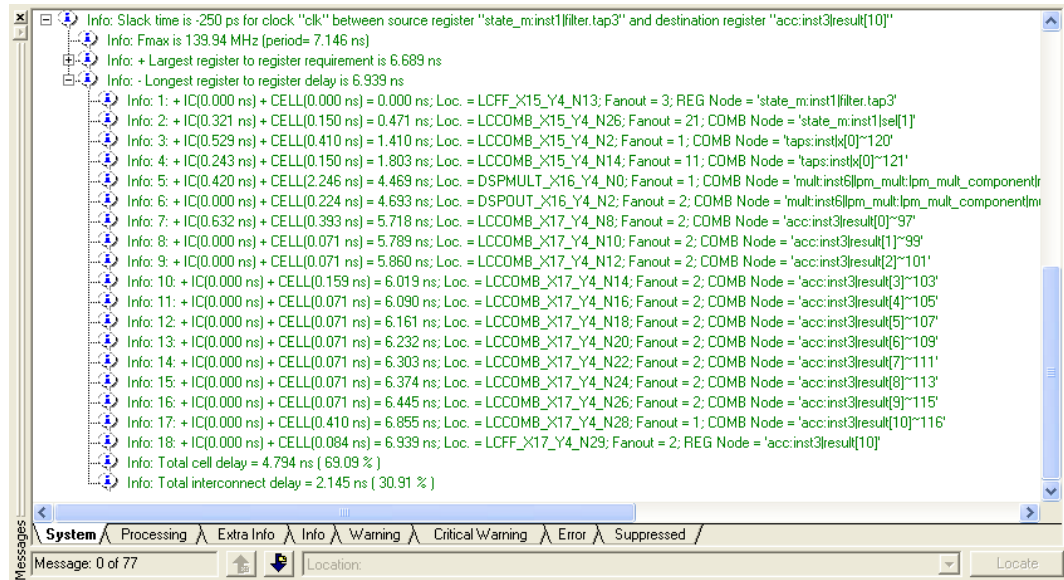 Info: Slack time is -250 ps for clock "clk" between source register "state_m:inst1|filter.tap3" and destination register "acc:inst3|result[10]"
Info: Fmax is 139.94 MHz (period= 7.146 ns)
Info: + Largest register to register requirement is 6.689 ns
Info: - Longest register to register delay is 6.939 ns
Info: 1: + IC(0.000 ns) + CELL(0.000 ns) = 0.000 ns; Loc. = LCFF_X15_Y4_N13; Fanout = 3; REG Node = 'state_m:inst1|filter.tap3'
Info: 2: + IC(0.321 ns) + CELL(0.150 ns) = 0.471 ns; Loc. = LCCOMB_X15_Y4_N26; Fanout = 21; COMB Node = 'state_m:inst1|sel[1]'
Info: 3: + IC(0.529 ns) + CELL(0.410 ns) = 1.410 ns; Loc. = LCCOMB_X15_Y4_N2; Fanout = 1; COMB Node = 'taps:inst|x[0]~120'
Info: 4: + IC(0.243 ns) + CELL(0.150 ns) = 1.803 ns; Loc. = LCCOMB_X15_Y4_N14; Fanout = 11; COMB Node = 'taps:inst|x[0]~121'
Info: 5: + IC(0.420 ns) + CELL(2.246 ns) = 4.469 ns; Loc. = DSPMULT_X16_Y4_N0; Fanout = 1; COMB Node = 'mult:inst6|lpm_mult:lpm_mult_component|
Info: 6: + IC(0.000 ns) + CELL(0.224 ns) = 4.693 ns; Loc. = DSPOUT_X16_Y4_N2; Fanout = 2; COMB Node = 'mult:inst6|lpm_mult:lpm_mult_component|mu
Info: 7: + IC(0.632 ns) + CELL(0.393 ns) = 5.718 ns; Loc. = LCCOMB_X17_Y4_N8; Fanout = 2; COMB Node = 'acc:inst3|result[0]~97'
Info: 8: + IC(0.000 ns) + CELL(0.071 ns) = 5.789 ns; Loc. = LCCOMB_X17_Y4_N10; Fanout = 2; COMB Node = 'acc:inst3|result[1]~99'
Info: 9: + IC(0.000 ns) + CELL(0.071 ns) = 5.860 ns; Loc. = LCCOMB_X17_Y4_N12; Fanout = 2; COMB Node = 'acc:inst3|result[2]~101'
Info: 10: + IC(0.000 ns) + CELL(0.159 ns) = 6.019 ns; Loc. = LCCOMB_X17_Y4_N14; Fanout = 2; COMB Node = 'acc:inst3|result[3]~103'
Info: 11: + IC(0.000 ns) + CELL(0.071 ns) = 6.090 ns; Loc. = LCCOMB_X17_Y4_N16; Fanout = 2; COMB Node = 'acc:inst3|result[4]~105'
Info: 12: + IC(0.000 ns) + CELL(0.071 ns) = 6.161 ns; Loc. = LCCOMB_X17_Y4_N18; Fanout = 2; COMB Node = 'acc:inst3|result[5]~107'
Info: 13: + IC(0.000 ns) + CELL(0.071 ns) = 6.232 ns; Loc. = LCCOMB_X17_Y4_N20; Fanout = 2; COMB Node = 'acc:inst3|result[6]~109'
Info: 14: + IC(0.000 ns) + CELL(0.071 ns) = 6.303 ns; Loc. = LCCOMB_X17_Y4_N22; Fanout = 2; COMB Node = 'acc:inst3|result[7]~111'
Info: 15: + IC(0.000 ns) + CELL(0.071 ns) = 6.374 ns; Loc. = LCCOMB_X17_Y4_N24; Fanout = 2; COMB Node = 'acc:inst3|result[8]~113'
Info: 16: + IC(0.000 ns) + CELL(0.071 ns) = 6.445 ns; Loc. = LCCOMB_X17_Y4_N26; Fanout = 2; COMB Node = 'acc:inst3|result[9]~115'
Info: 17: + IC(0.000 ns) + CELL(0.410 ns) = 6.855 ns; Loc. = LCCOMB_X17_Y4_N28; Fanout = 1; COMB Node = 'acc:inst3|result[10]~116'
Info: 18: + IC(0.000 ns) + CELL(0.084 ns) = 6.939 ns; Loc. = LCFF_X17_Y4_N29; Fanout = 2; REG Node = 'acc:inst3|result[10]'
Info: Total cell delay = 4.794 ns ( 69.09 % )
Info: Total interconnect delay = 2.145 ns ( 30.91 % )
System Processing Extra Info Info Warning Critical Warning Error Suppressed
Messages
Message: 0 of 77 Location: Locate